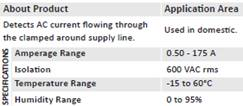 About Product Application Area
Detects AC current flowing through
the clamped around supply line.
Used in domestic.
SPECIFICATIONS
Amperage Range 0.50 - 175 A
Isolation 600 VAC rms
Temperature Range -15 to 60°C
Humidity Range 0 to 95%